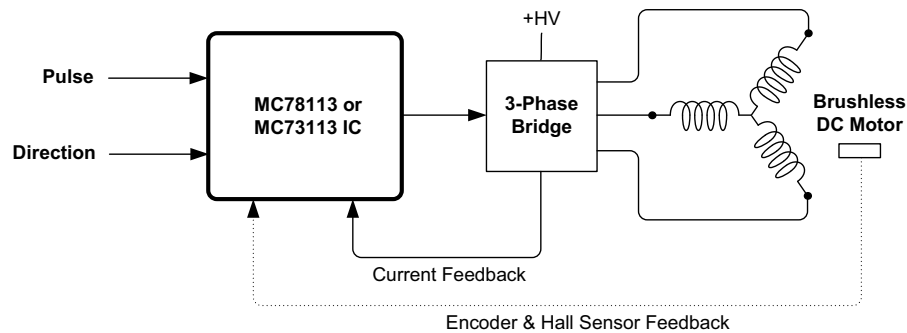 +HV
Pulse
Direction
MC78113 or
MC73113 IC
3-Phase
Bridge
Brushless
DC Motor
Current Feedback
Encoder & Hall Sensor Feedback